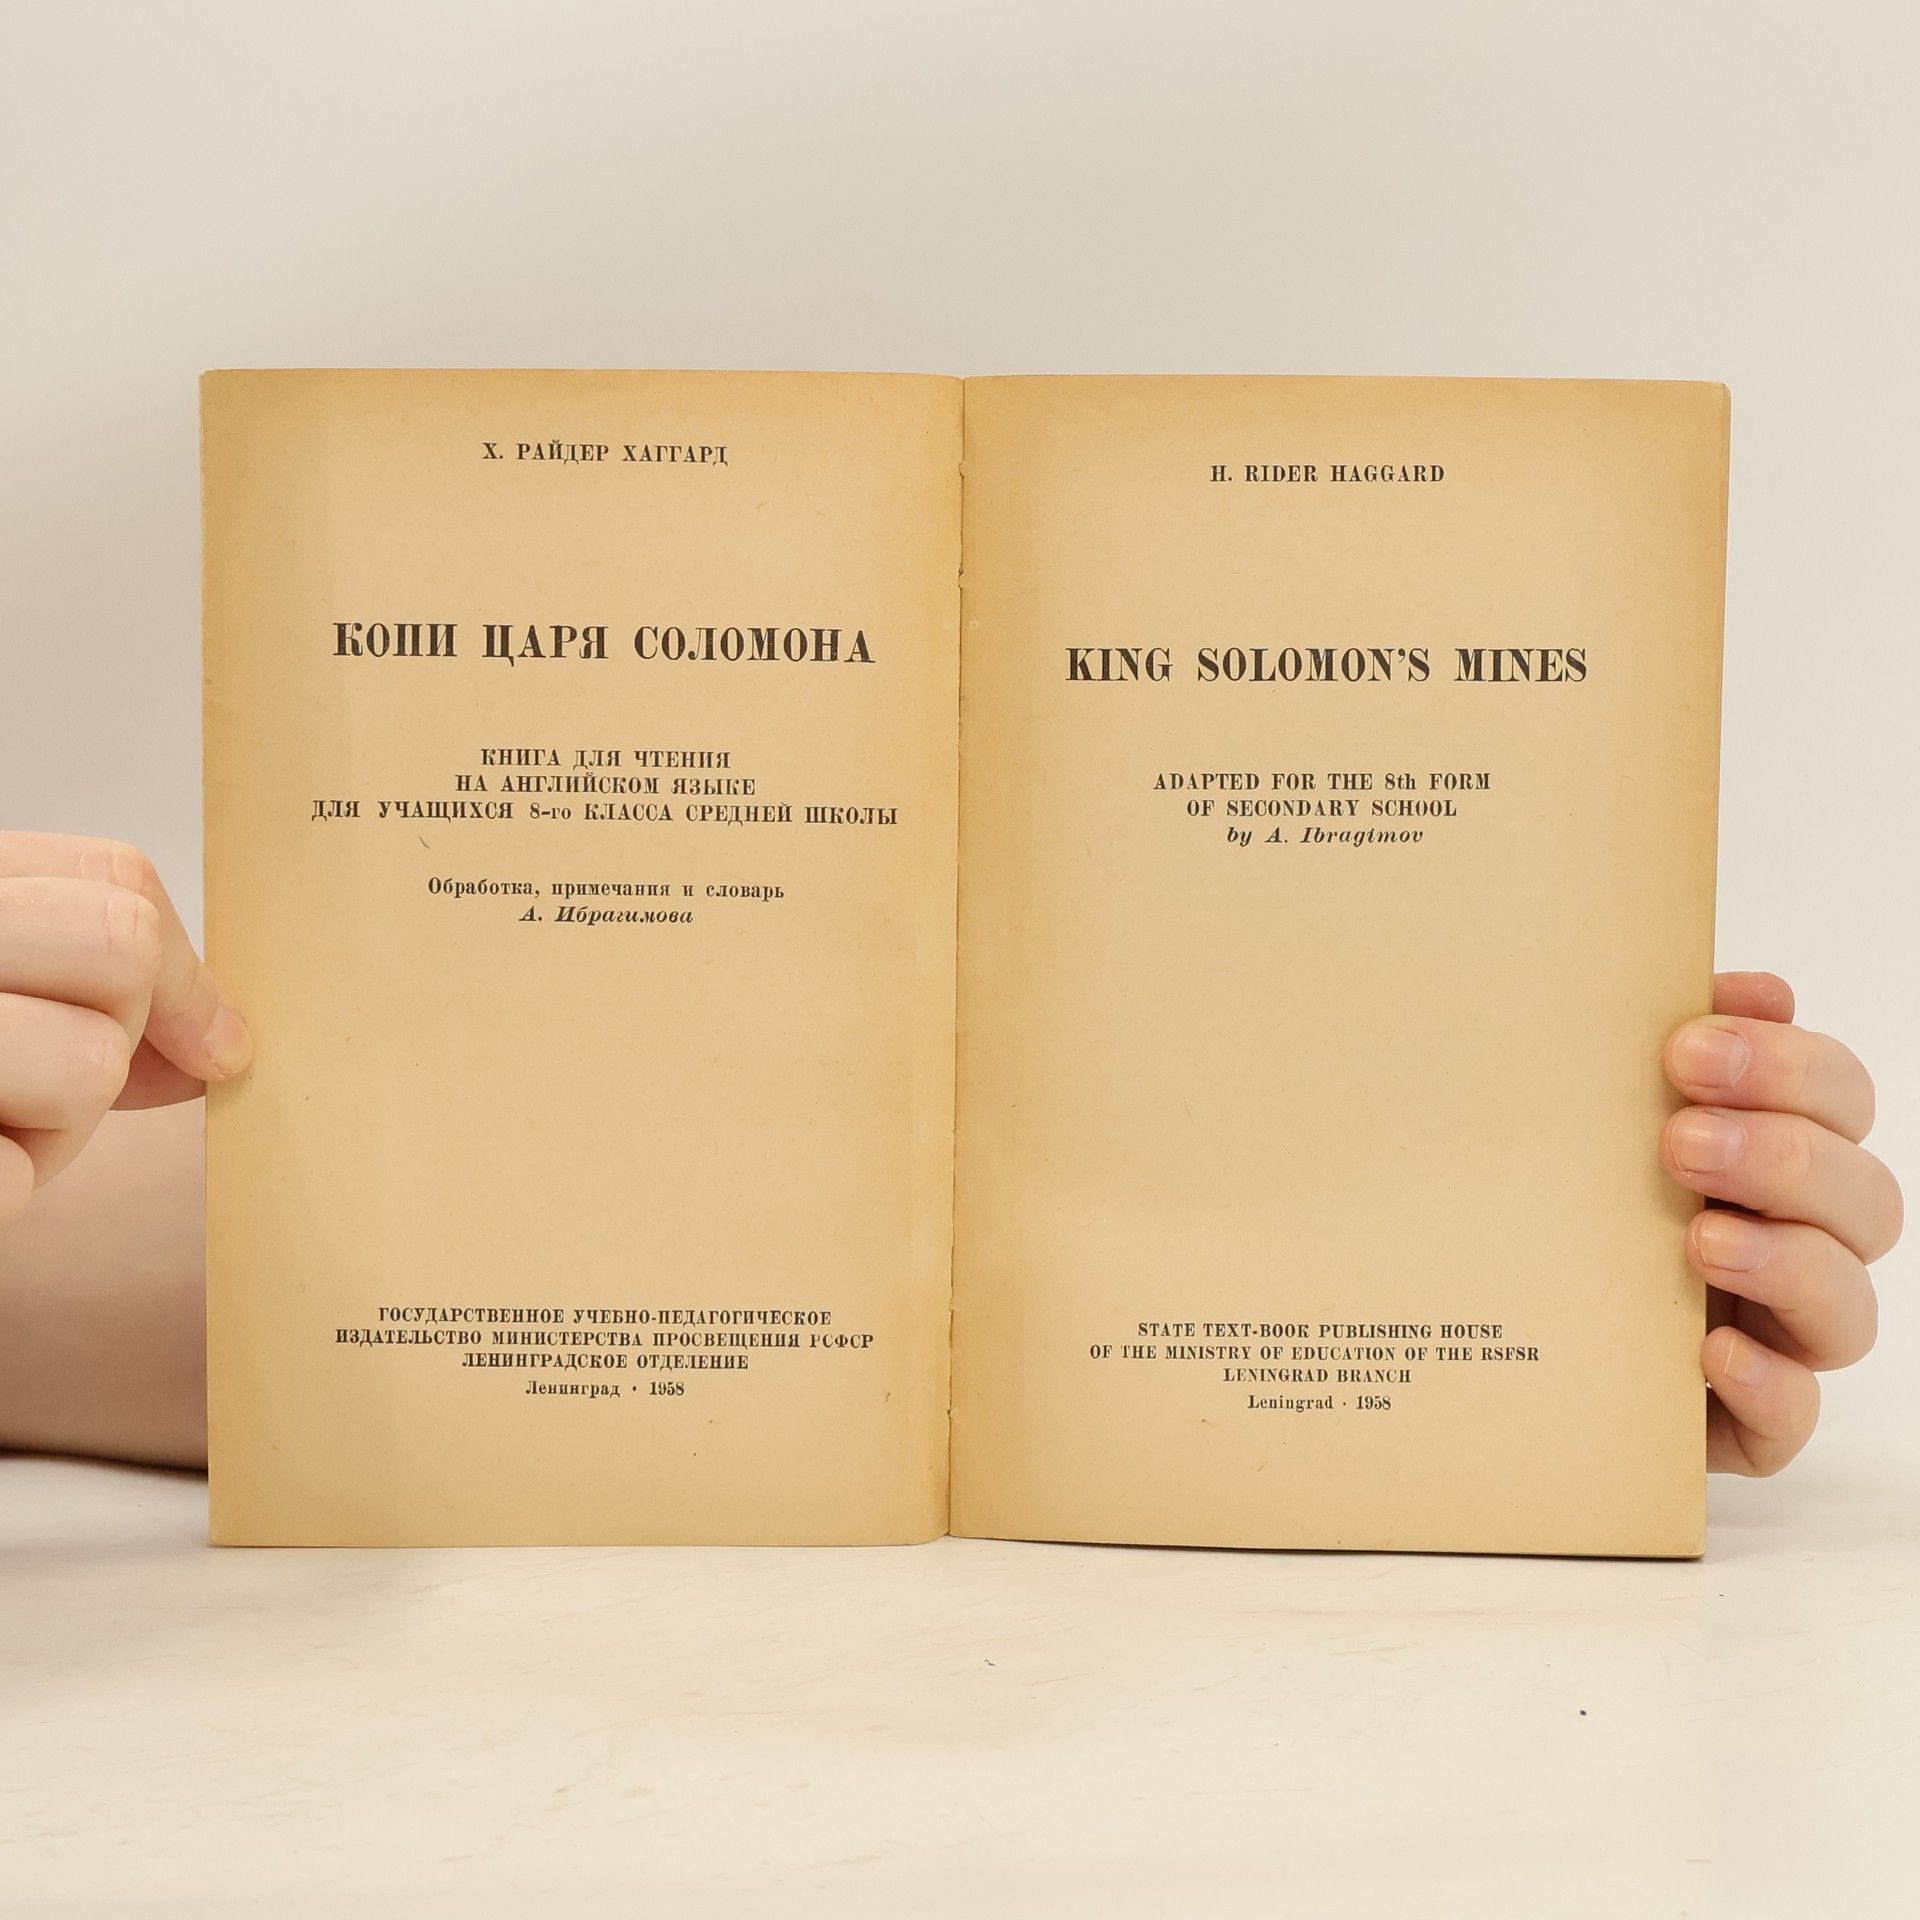 Х. РАЙДЕР ХАГГАРД
КОПИ ЦАРЯ СОЛОМОНА
КНИГА ДЛЯ ЧТЕНИЯ
НА АНГЛИЙСКОМ ЯЗЫКЕ
ДЛЯ УЧАЩИХСЯ 8-го КЛАССА СРЕДНЕЙ ШКОЛЫ
Обработка, примечания и словарь
А. Ибрагимова
ГОСУДАРСТВЕННОЕ УЧЕБНО-ПЕДАГОГИЧЕСКОЕ
ИЗДАТЕЛЬСТВО МИНИСТЕРСТВА ПРОСВЕЩЕНИЯ РСФСР
ЛЕНИНГРАДСКОЕ ОТДЕЛЕНИЕ
Ленинград · 1958
H. RIDER HAGGARD
KING SOLOMON'S MINES
ADAPTED FOR THE 8th FORM
OF SECONDARY SCHOOL
by A. Ibragimov
STATE TEXT-BOOK PUBLISHING HOUSE
OF THE MINISTRY OF EDUCATION OF THE RSFSR
LENINGRAD BRANCH
Leningrad · 1958